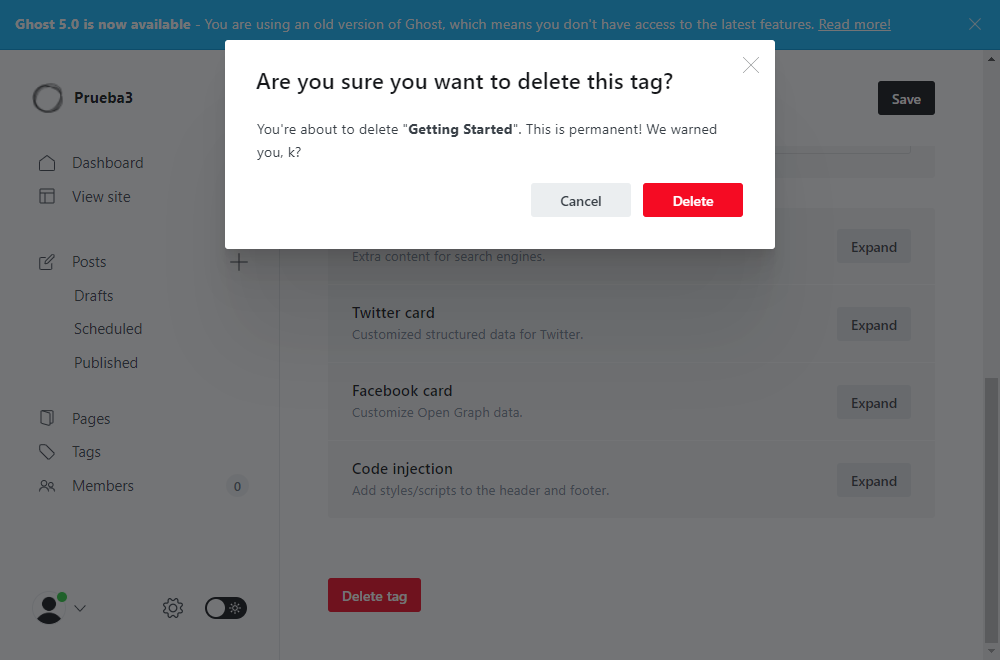 Ghost 5.0 is now available - You are using an old version of Ghost, which means you don't have access to the latest features. Read more!
Prueba3
Dashboard
View site
Posts
Drafts
Scheduled
Published
Pages
Tags
Members
0
Are you sure you want to delete this tag?
You're about to delete "Getting Started". This is permanent! We warned
you, k?
Cancel
Delete
Save
Extra content for search engines.
Expand
Twitter card
Customized structured data for Twitter.
Expand
Facebook card
Customize Open Graph data.
Expand
Code injection
Add styles/scripts to the header and footer.
Expand
Delete tag